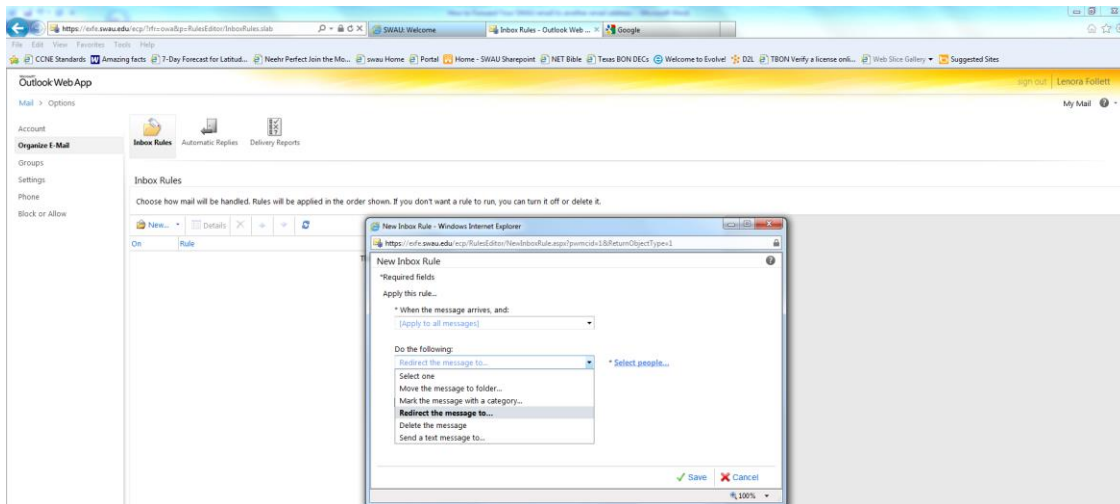 https://exfe.swau.edu/ecp/?rfr=owa&p=RulesEditor/InboxRules.slab
SWAU: Welcome
Inbox Rules - Outlook Web ...
Google
File Edit View Favorites Tools Help
CCNE Standards
Amazing facts
7-Day Forecast for Latitud...
Neehr Perfect Join the Mo...
swau Home
Portal
Home - SWAU Sharepoint
NET Bible
Texas BON DECs
Welcome to Evolve!
D2L
TBON Verify a license onli...
Web Slice Gallery
Suggested Sites
Outlook Web App
sign out
Lenora Follett
Mail > Options
My Mail
Account
Organize E-Mail
Groups
Settings
Phone
Block or Allow
Inbox Rules
Automatic Replies
Delivery Reports
Inbox Rules
Choose how mail will be handled. Rules will be applied in the order shown. If you don't want a rule to run, you can turn it off or delete it.
New...
Details
On
Rule
New Inbox Rule - Windows Internet Explorer
https://exfe.swau.edu/ecp/RulesEditor/NewInboxRule.aspx?pwmcid=1&ReturnObjectType=1
New Inbox Rule
*Required fields
Apply this rule...
* When the message arrives, and:
[Apply to all messages]
Do the following:
Redirect the message to...
* Select people...
Select one
Move the message to folder...
Mark the message with a category...
Redirect the message to...
Delete the message
Send a text message to...
Save
Cancel
100%